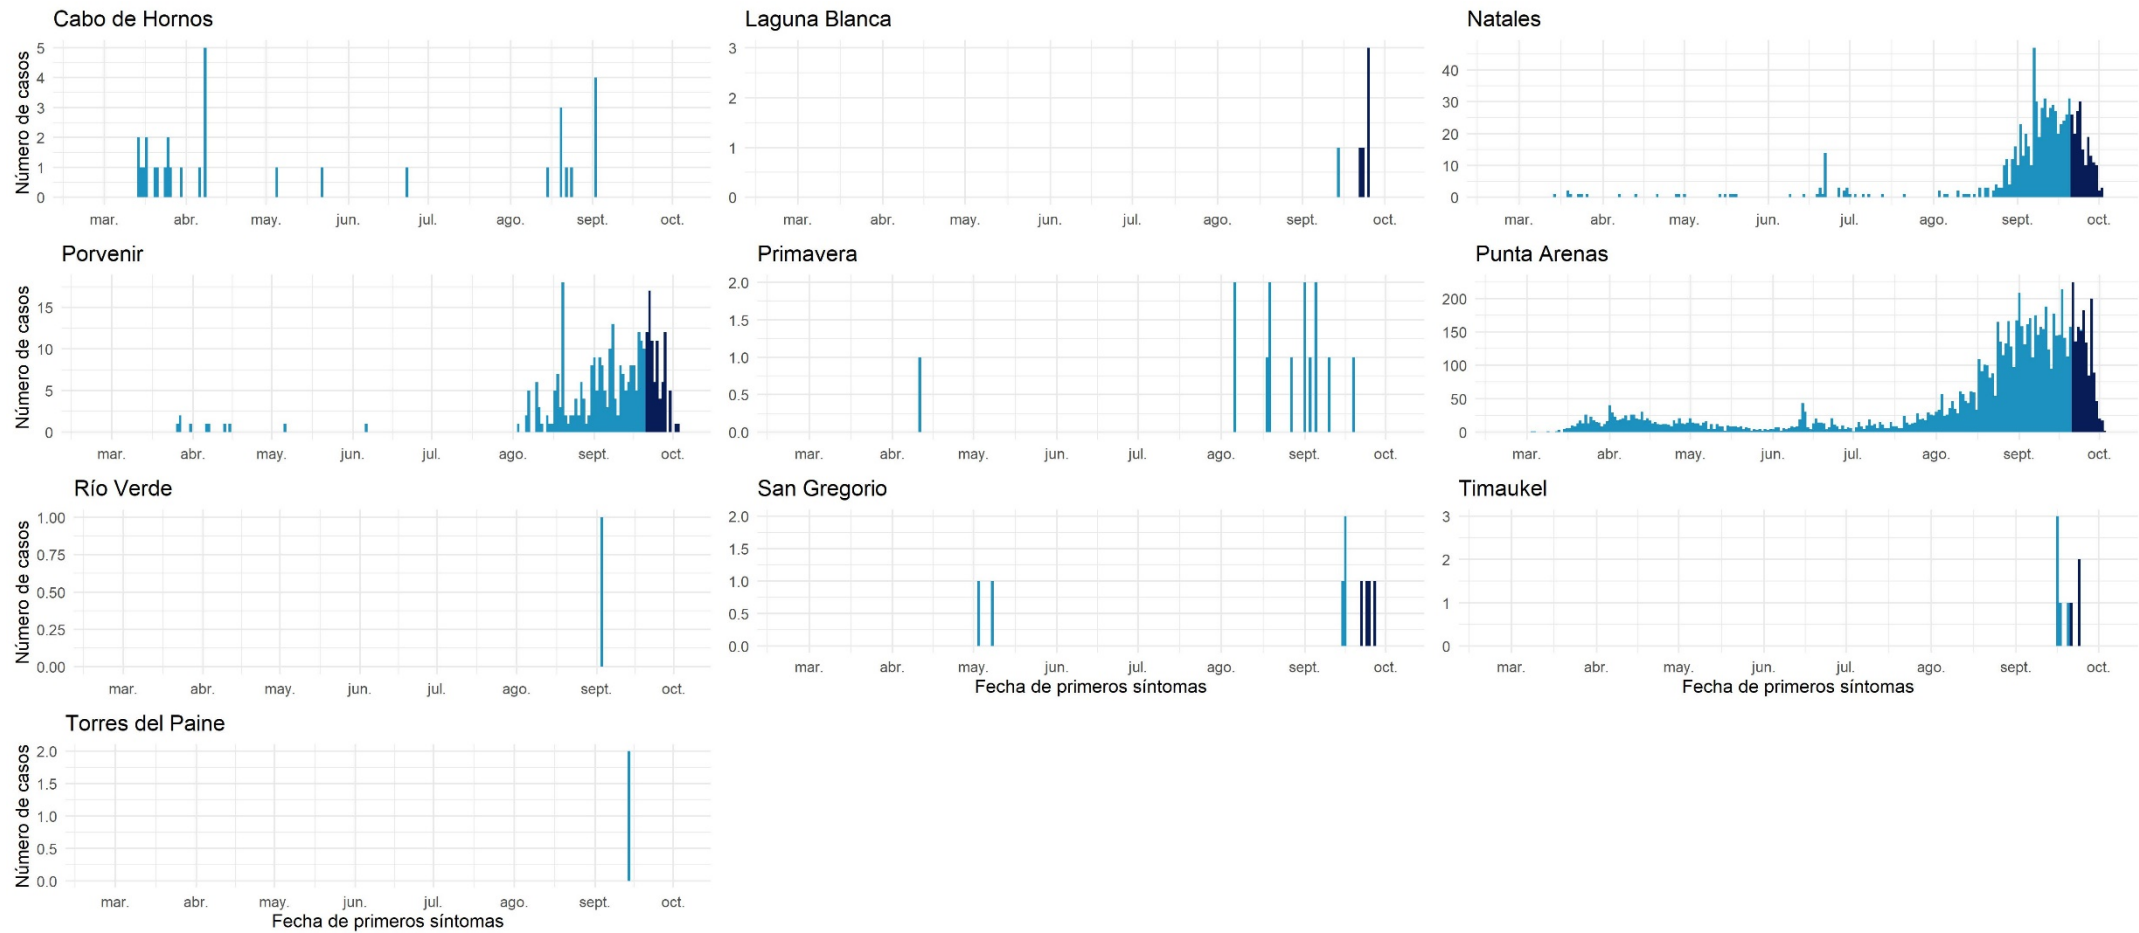 Cabo de Hornos
Número de casos
5
4
3
2
1
0
mar. abr. may. jun. jul. ago. sept. oct.
Laguna Blanca
3
2
1
0
mar. abr. may. jun. jul. ago. sept. oct.
Natales
40
30
20
10
0
mar. abr. may. jun. jul. ago. sept. oct.
Porvenir
Número de casos
15
10
5
0
mar. abr. may. jun. jul. ago. sept. oct.
Primavera
2.0
1.5
1.0
0.5
0.0
mar. abr. may. jun. jul. ago. sept. oct.
Punta Arenas
200
150
100
50
0
mar. abr. may. jun. jul. ago. sept. oct.
Río Verde
Número de casos
1.00
0.75
0.50
0.25
0.00
mar. abr. may. jun. jul. ago. sept. oct.
San Gregorio
2.0
1.5
1.0
0.5
0.0
mar. abr. may. jun. jul. ago. sept. oct.
Fecha de primeros síntomas
Timaukel
3
2
1
0
mar. abr. may. jun. jul. ago. sept. oct.
Fecha de primeros síntomas
Torres del Paine
Número de casos
2.0
1.5
1.0
0.5
0.0
mar. abr. may. jun. jul. ago. sept. oct.
Fecha de primeros síntomas